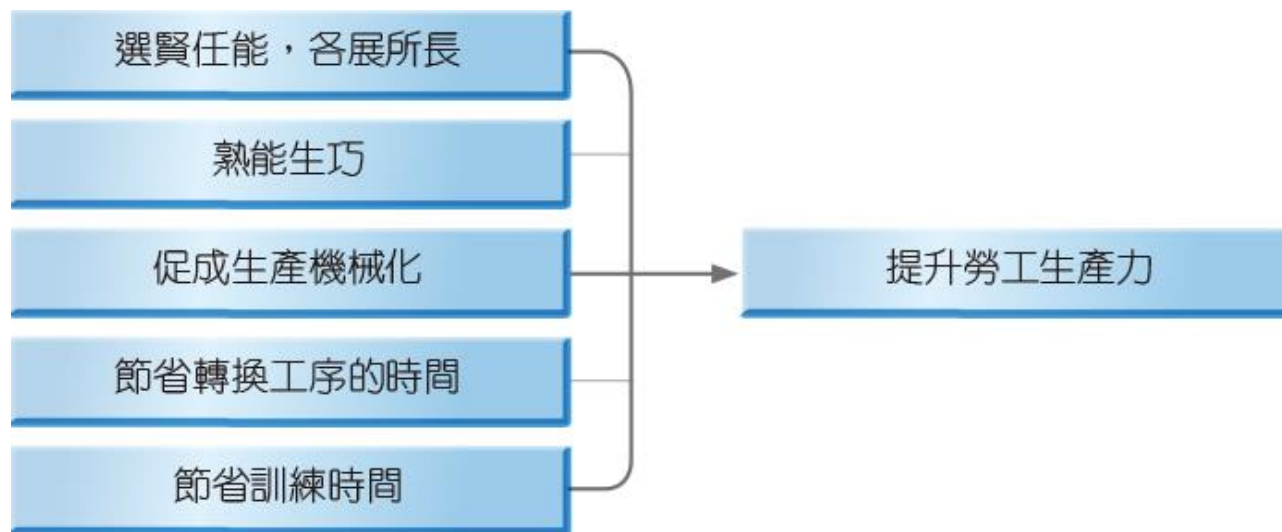 選賢任能，各展所長
熟能生巧
促成生產機械化
提升勞工生產力
節省轉換工序的時間
節省訓練時間